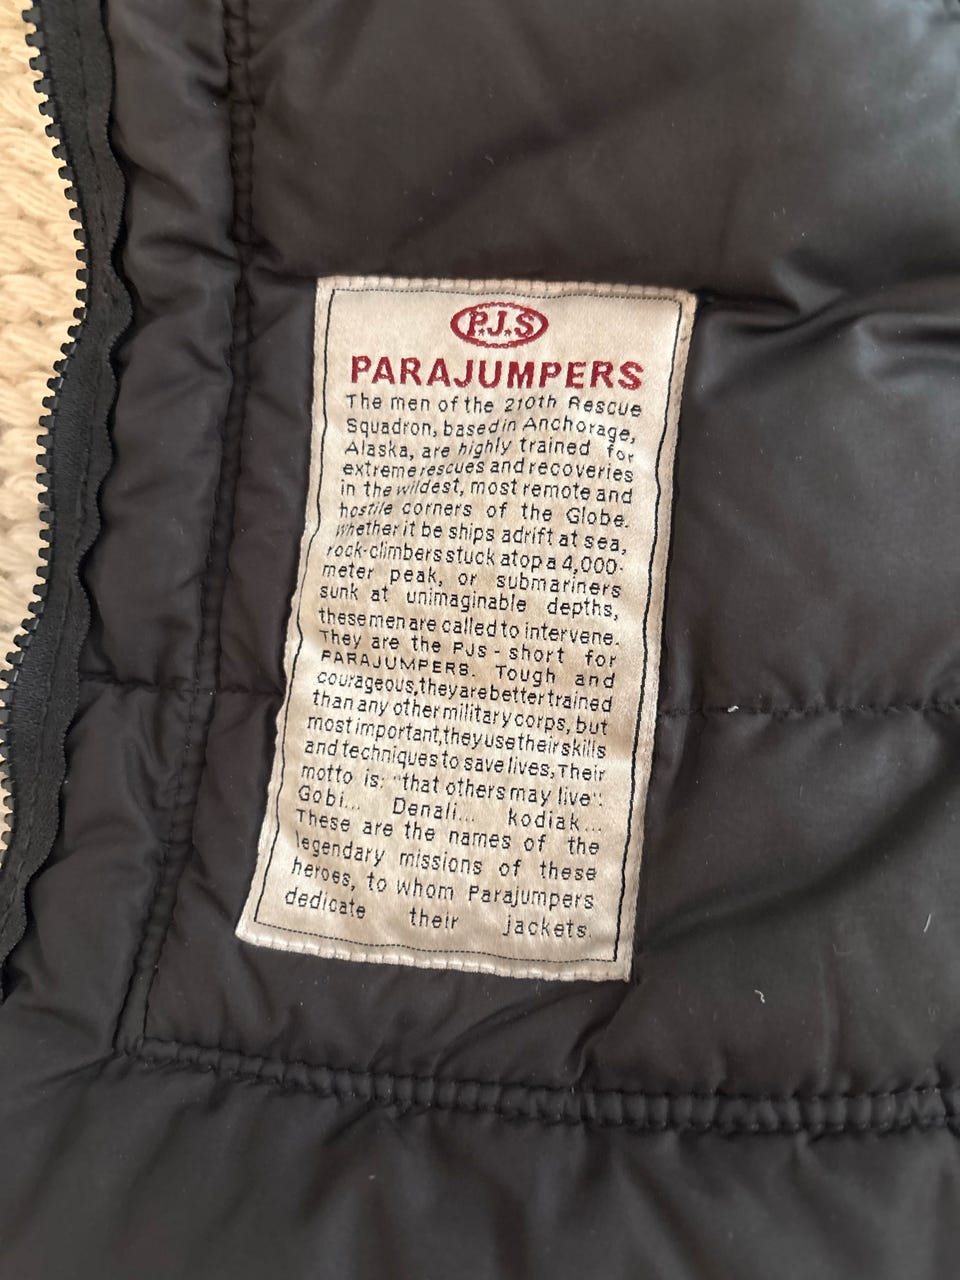 P.J.S
PARAJUMPERS
The men of the 210th Rescue
Squadron, based in Anchorage,
Alaska, are highly trained for
extreme rescues and recoveries
in the wildest, most remote and
hostile corners of the Globe.
Whether it be ships adrift at sea,
rock-climbers stuck atop a 4,000-
meter peak, or submariners
sunk at unimaginable depths,
these men are called to intervene.
They are the PJs - short for
PARAJUMPERS. Tough and
courageous, they are better trained
than any other military corps, but
most important, they use their skills
and techniques to save lives, Their
motto is: "that others may live":
Gobi... Denali... kodiak...
These are the names of the
legendary missions of these
heroes, to whom Parajumpers
dedicate their jackets.